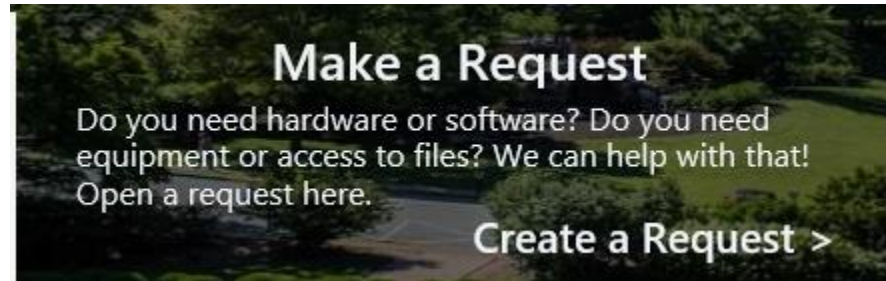 Make a Request
Do you need hardware or software? Do you need
equipment or access to files? We can help with that!
Open a request here.
Create a Request >